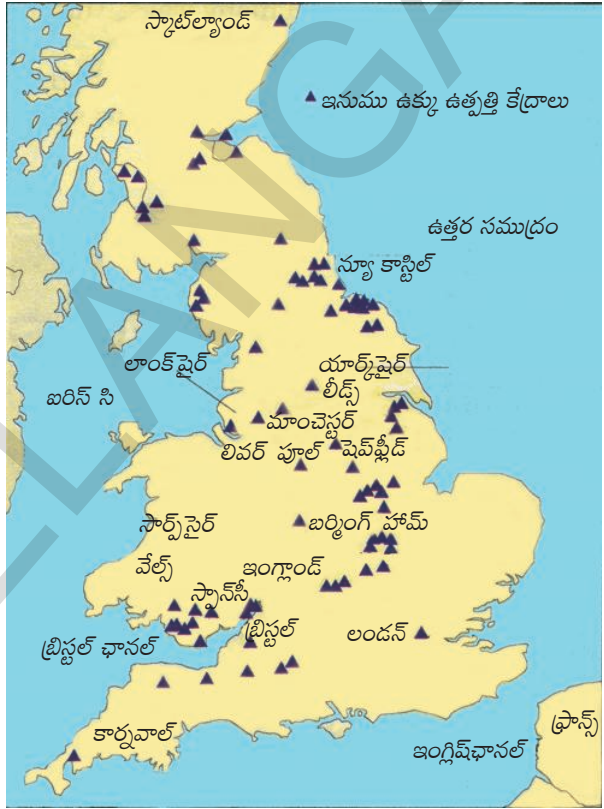 స్కాట్‌ల్యాండ్
ఇనుము ఉక్కు ఉత్పత్తి కేంద్రాలు
ఉత్తర సముద్రం
న్యూ కాస్టిల్
లాంక్‌షైర్
యార్క్‌షైర్
ఐరిస్ సి
లీడ్స్
మాంచెస్టర్
లివర్ పూల్
షెఫ్‌ఫ్లీడ్
సార్ప్‌సైర్
బర్మింగ్ హామ్
వేల్స్
ఇంగ్లాండ్
స్వాన్‌సీ
బ్రిస్టల్
లండన్
బ్రిస్టల్ ఛానల్
ఫ్రాన్స్
కార్నవాల్
ఇంగ్లిష్‌ఛానల్